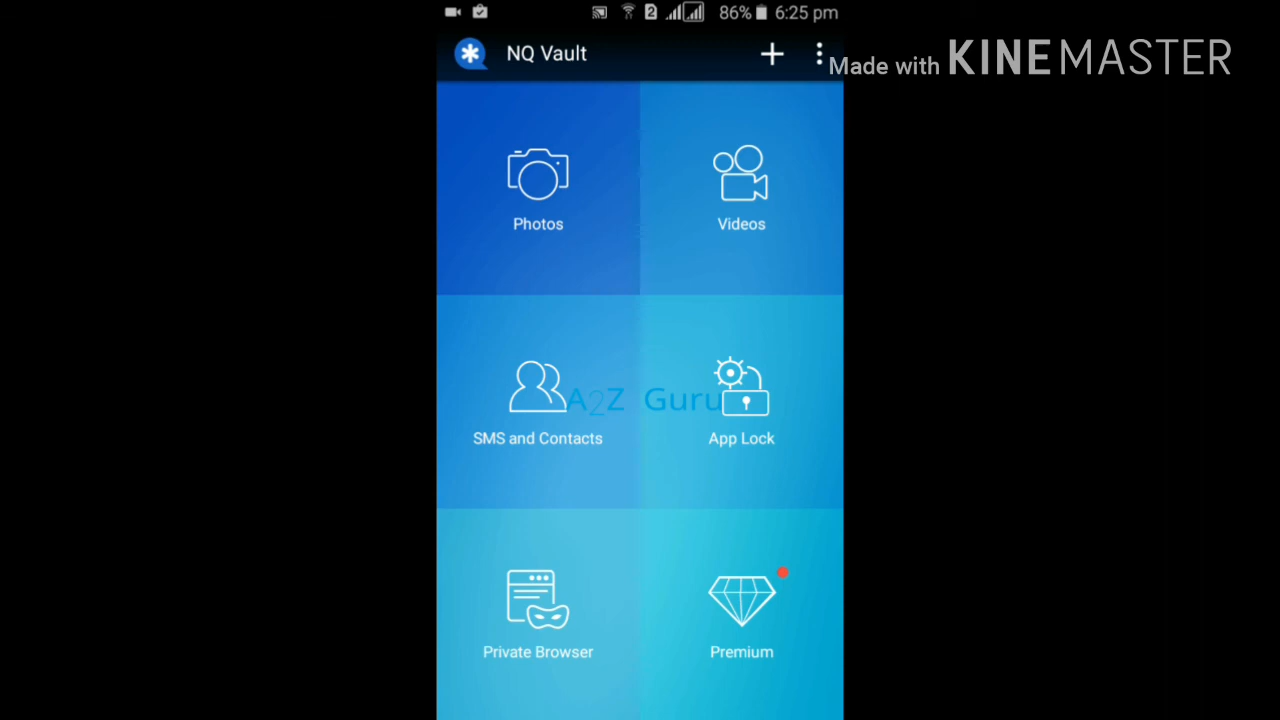 2 86% 6:25 pm
NQ Vault
Made with KINEMASTER
Photos
Videos
A2Z Guru
SMS and Contacts
App Lock
Private Browser
Premium